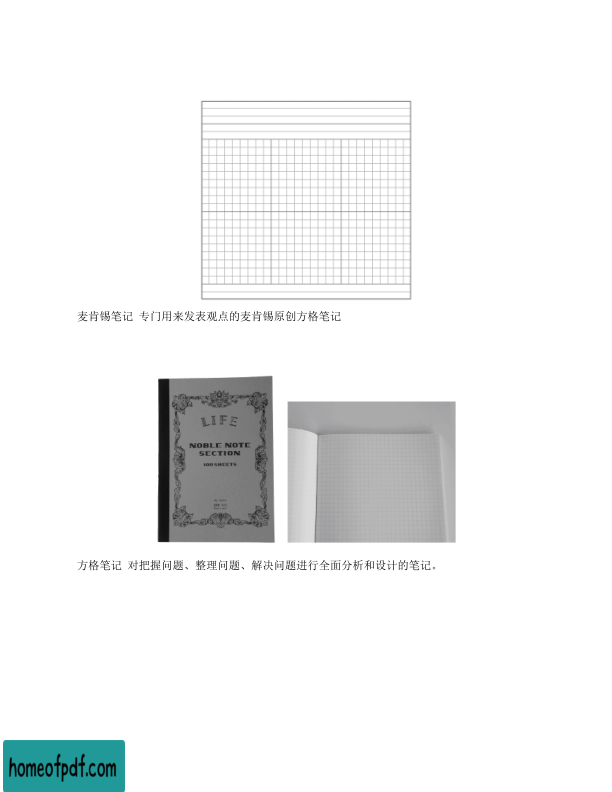 麦肯锡笔记 专门用来发表观点的麦肯锡原创方格笔记
LIFE
NOBLE NOTE
SECTION
100 SHEETS
方格笔记 对把握问题、整理问题、解决问题进行全面分析和设计的笔记。
homeofpdf.com